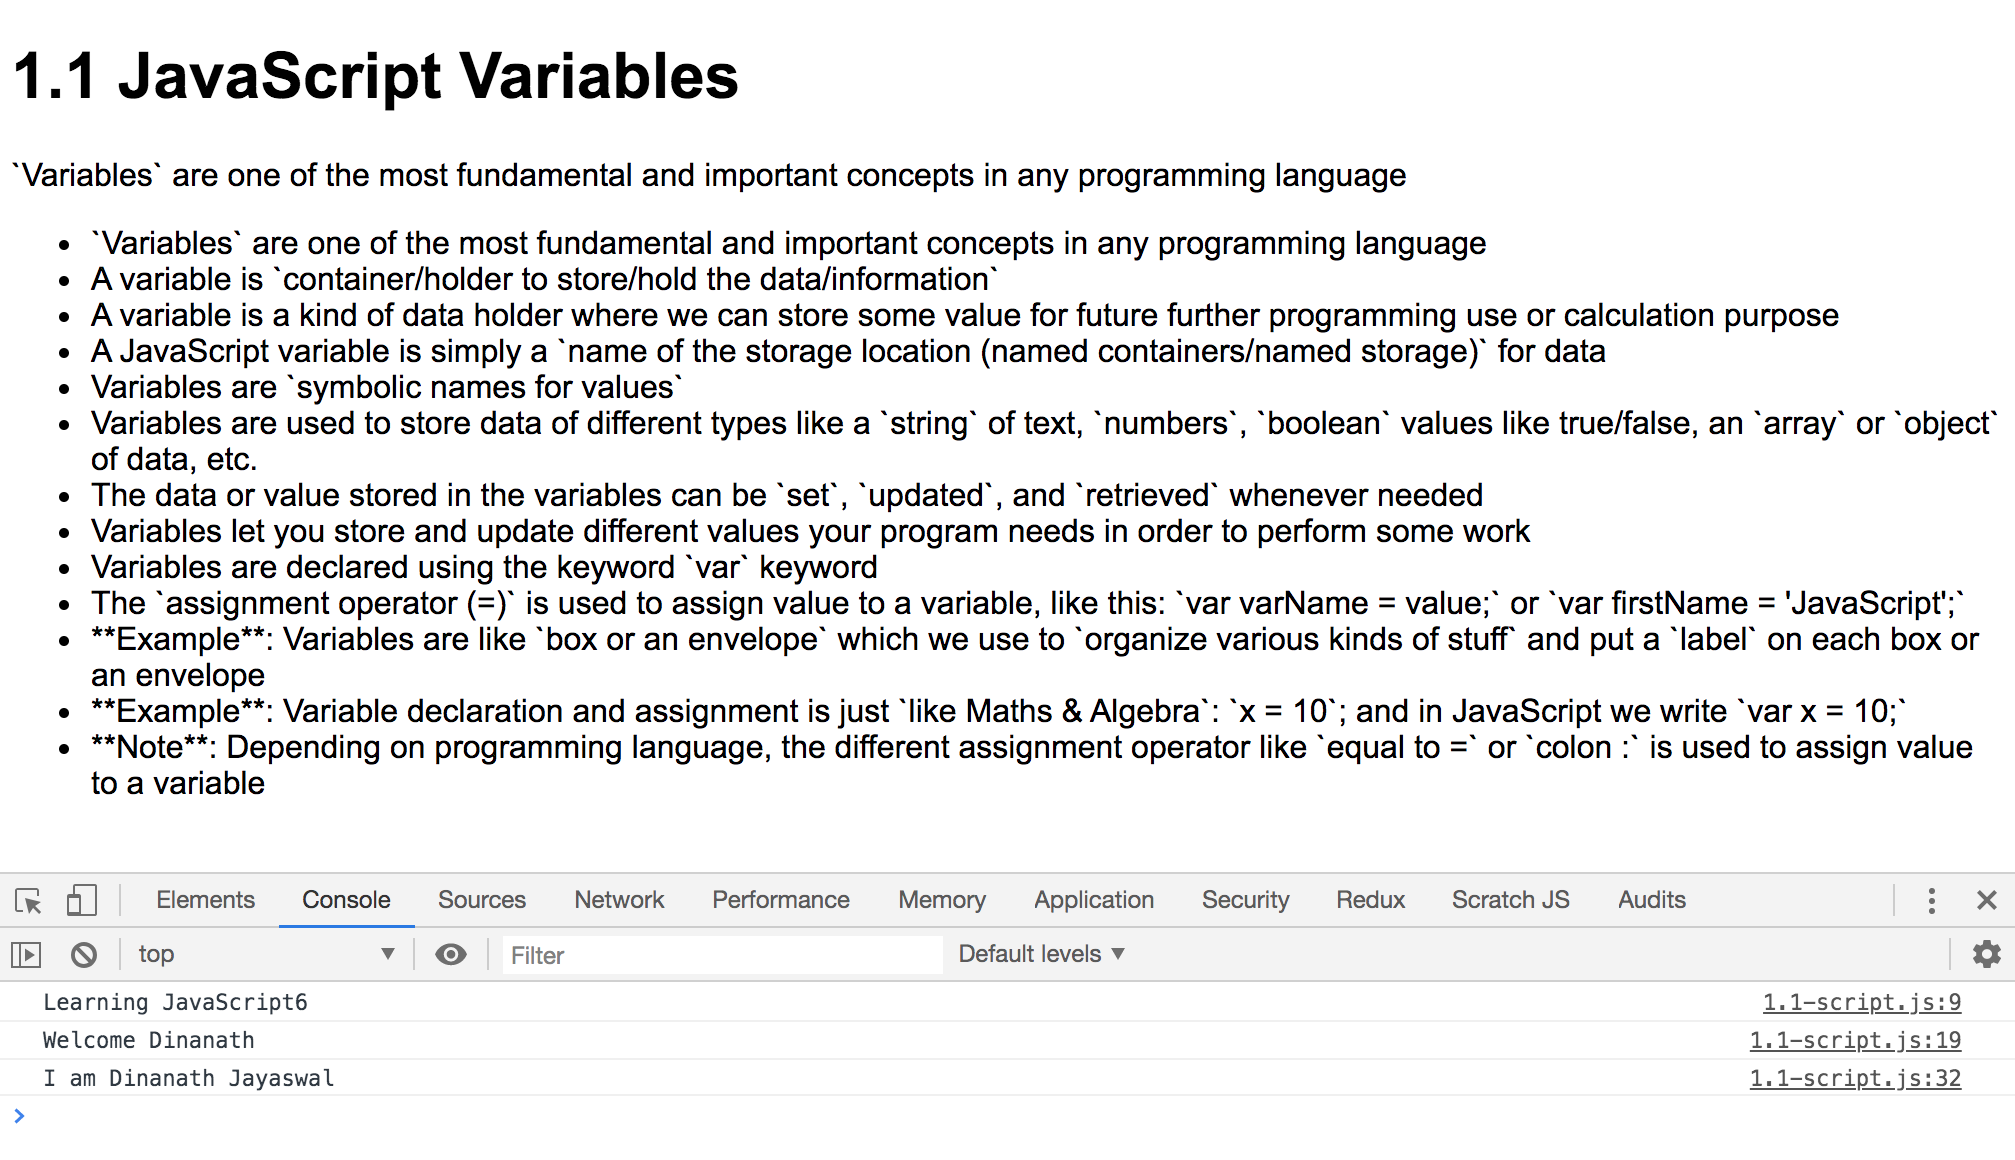 1.1 JavaScript Variables
`Variables` are one of the most fundamental and important concepts in any programming language
• `Variables` are one of the most fundamental and important concepts in any programming language
• A variable is `container/holder to store/hold the data/information`
• A variable is a kind of data holder where we can store some value for future further programming use or calculation purpose
• A JavaScript variable is simply a `name of the storage location (named containers/named storage)` for data
• Variables are `symbolic names for values`
• Variables are used to store data of different types like a `string` of text, `numbers`, `boolean` values like true/false, an `array` or `object`
of data, etc.
• The data or value stored in the variables can be `set`, `updated`, and `retrieved` whenever needed
• Variables let you store and update different values your program needs in order to perform some work
• Variables are declared using the keyword `var` keyword
• The `assignment operator (=)` is used to assign value to a variable, like this: `var varName = value;` or `var firstName = 'JavaScript';`
• **Example**: Variables are like `box or an envelope` which we use to `organize various kinds of stuff` and put a `label` on each box or
an envelope
• **Example**: Variable declaration and assignment is just `like Maths & Algebra`: `x = 10`; and in JavaScript we write `var x = 10;`
• **Note**: Depending on programming language, the different assignment operator like `equal to =` or `colon :` is used to assign value
to a variable
Elements Console Sources Network Performance Memory Application Security Redux Scratch JS Audits
top Filter Default levels
Learning JavaScript6 1.1-script.js:9
Welcome Dinanath 1.1-script.js:19
I am Dinanath Jayaswal 1.1-script.js:32